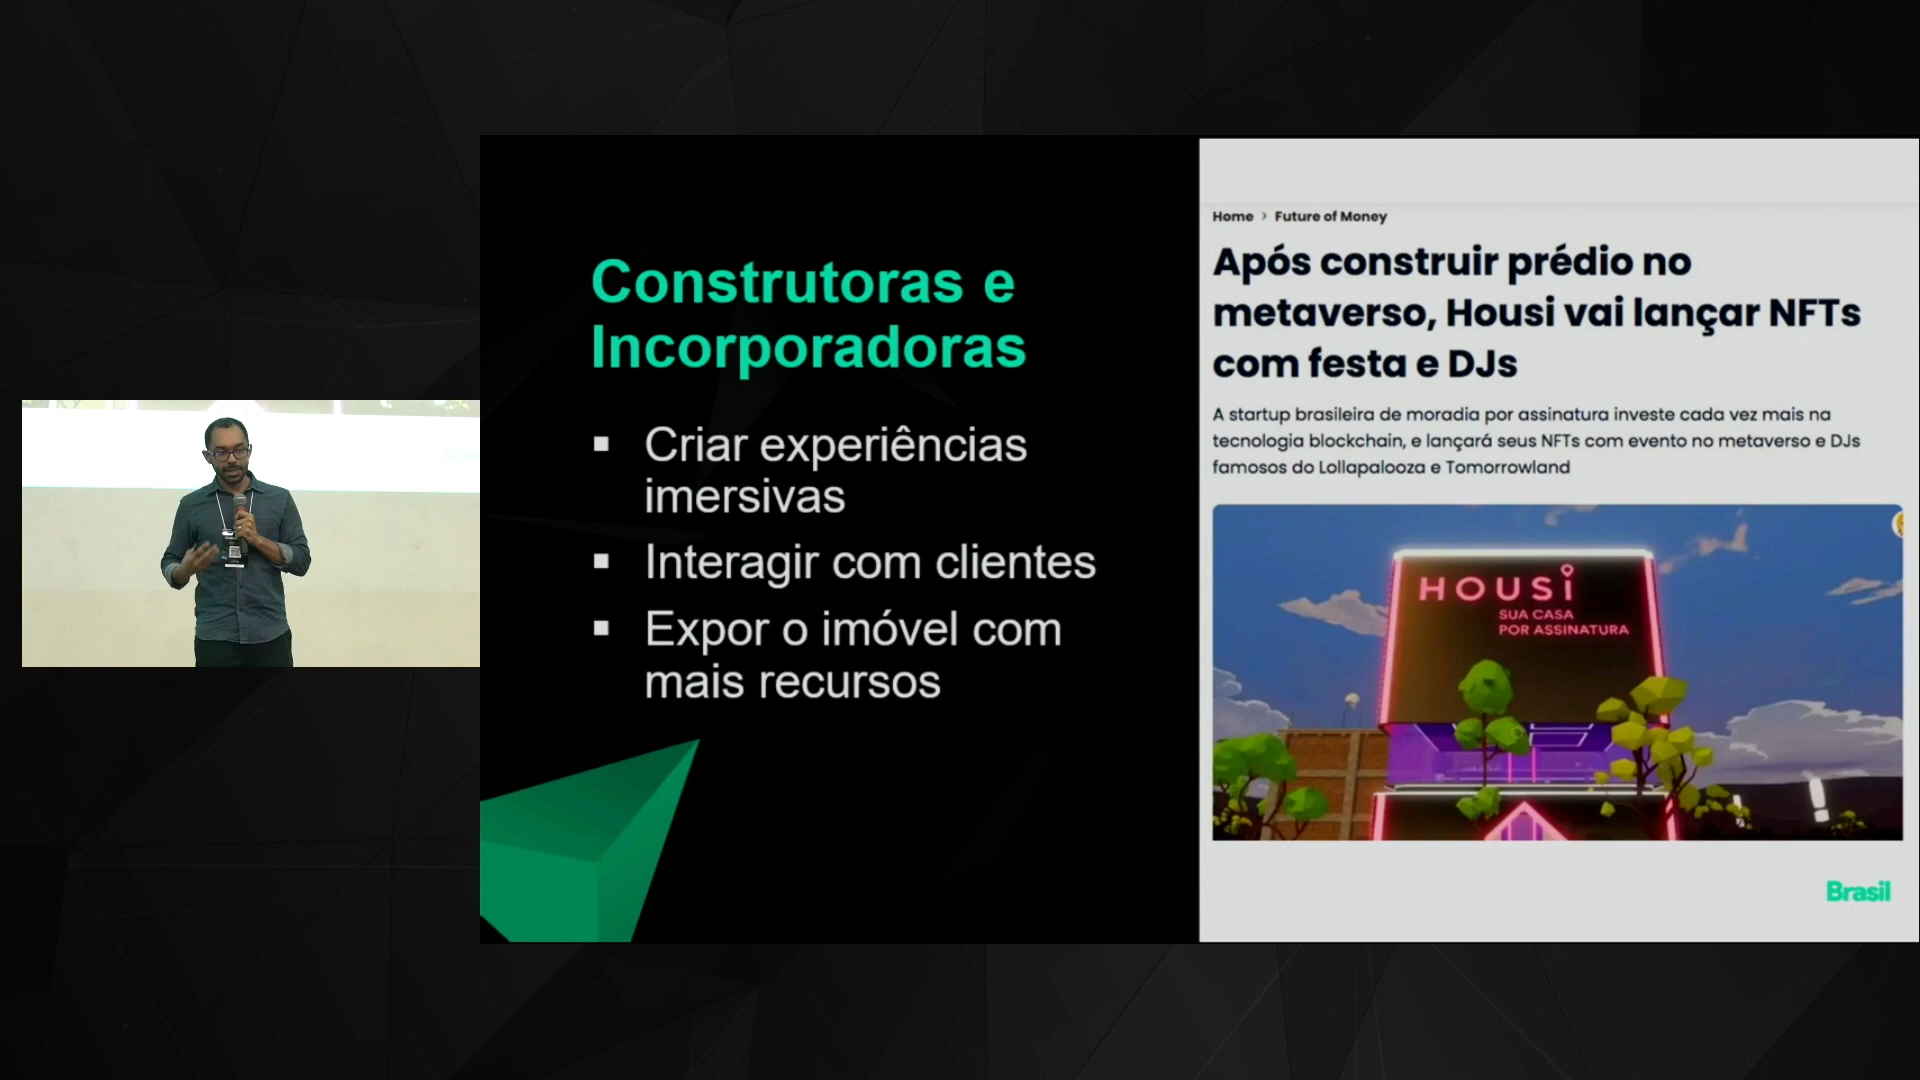 Construtoras e
Incorporadoras
▪ Criar experiências
imersivas
▪ Interagir com clientes
▪ Expor o imóvel com
mais recursos
Home › Future of Money
Após construir prédio no
metaverso, Housi vai lançar NFTs
com festa e DJs
A startup brasileira de moradia por assinatura investe cada vez mais na
tecnologia blockchain, e lançará seus NFTs com evento no metaverso e DJs
famosos do Lollapalooza e Tomorrowland
HOUSi
SUA CASA
POR ASSINATURA
Brasil